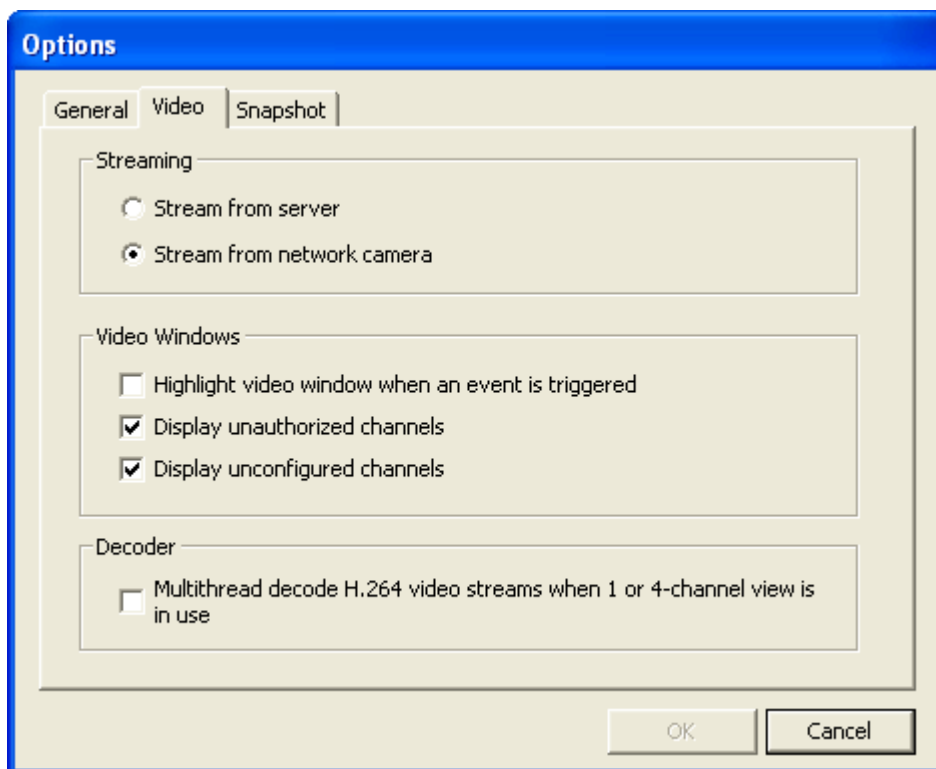 Options
General Video Snapshot
Streaming
Stream from server
Stream from network camera
Video Windows
Highlight video window when an event is triggered
Display unauthorized channels
Display unconfigured channels
Decoder
Multithread decode H.264 video streams when 1 or 4-channel view is
in use
OK Cancel